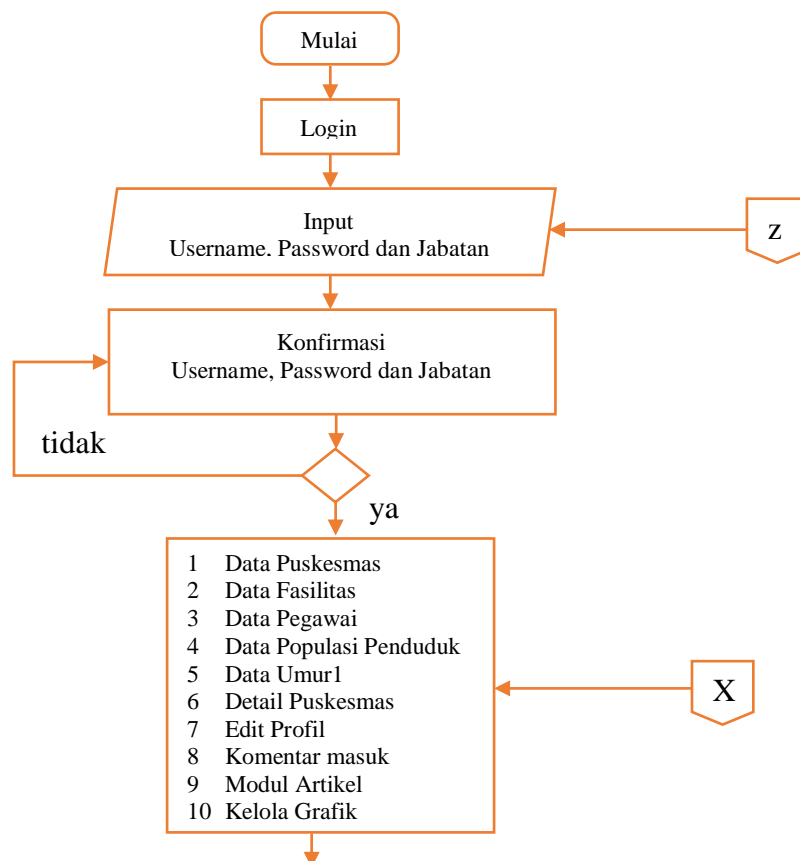 Mulai
Login
Input
Username, Password dan Jabatan
z
Konfirmasi
Username, Password dan Jabatan
tidak
ya
1 Data Puskesmas
2 Data Fasilitas
3 Data Pegawai
4 Data Populasi Penduduk
5 Data Umur1
6 Detail Puskesmas
7 Edit Profil
8 Komentar masuk
9 Modul Artikel
10 Kelola Grafik
X